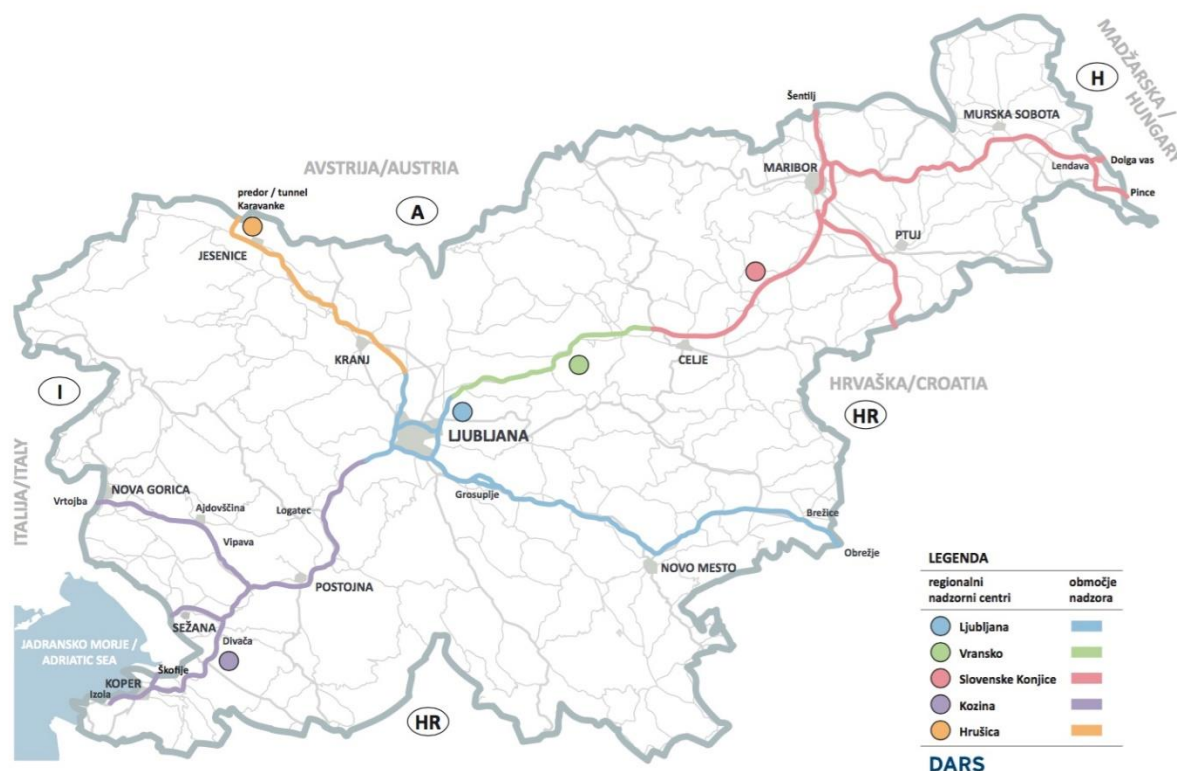 MADŽARSKA /
HUNGARY
H
Šentilj
MURSKA SOBOTA
AVSTRIJA/AUSTRIA
MARIBOR
Lendava
Dolga vas
Pince
predor / tunnel
Karavanke
A
PTUJ
JESENICE
KRANJ
CELJE
I
HRVAŠKA/CROATIA
HR
LJUBLJANA
ITALIJA/ITALY
NOVA GORICA
Vrtojba
Ajdovščina
Logatec
Grosuplje
Vipava
Brežice
Obrežje
POSTOJNA
NOVO MESTO
SEŽANA
Divača
JADRANSKO MORJE /
ADRIATIC SEA
Škofije
KOPER
Izola
HR
LEGENDA
regionalni
nadzorni centri
območje
nadzora
Ljubljana
Vransko
Slovenske Konjice
Kozina
Hrušica
DARS